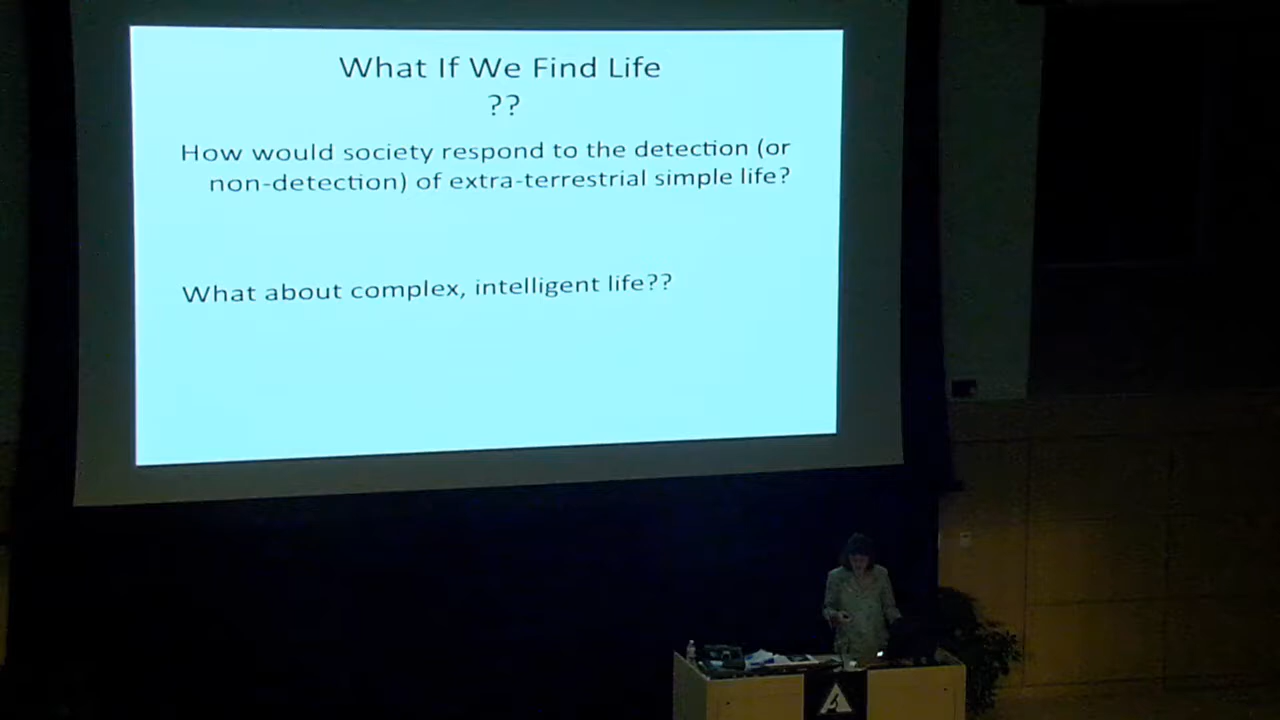 What If We Find Life
??
How would society respond to the detection (or
non-detection) of extra-terrestrial simple life?
What about complex, intelligent life??